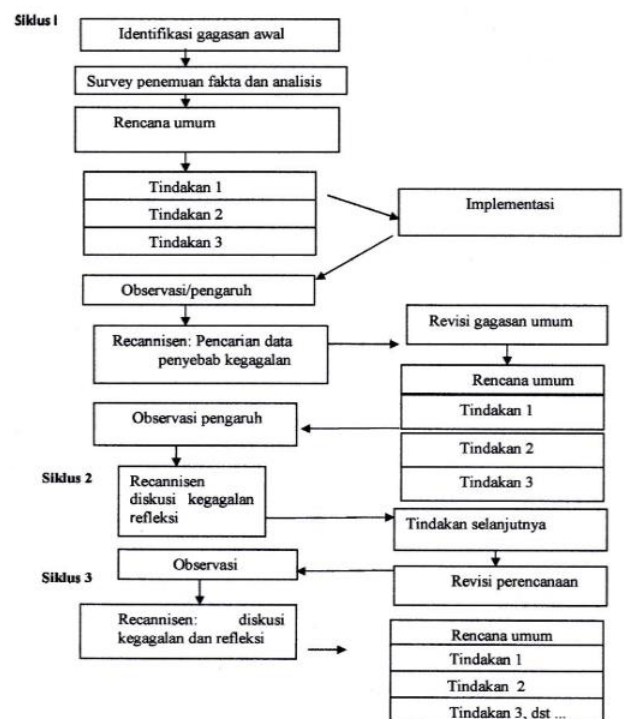 Siklus I
Identifikasi gagasan awal
Survey penemuan fakta dan analisis
Rencana umum
Tindakan 1
Tindakan 2
Tindakan 3
Implementasi
Observasi/pengaruh
Recannisen: Pencarian data
penyebab kegagalan
Revisi gagasan umum
Rencana umum
Tindakan 1
Tindakan 2
Tindakan 3
Observasi pengaruh
Siklus 2
Recannisen
diskusi kegagalan
refleksi
Tindakan selanjutnya
Siklus 3
Observasi
Revisi perencanaan
Recannisen: diskusi
kegagalan dan refleksi
Rencana umum
Tindakan 1
Tindakan 2
Tindakan 3, dst ...